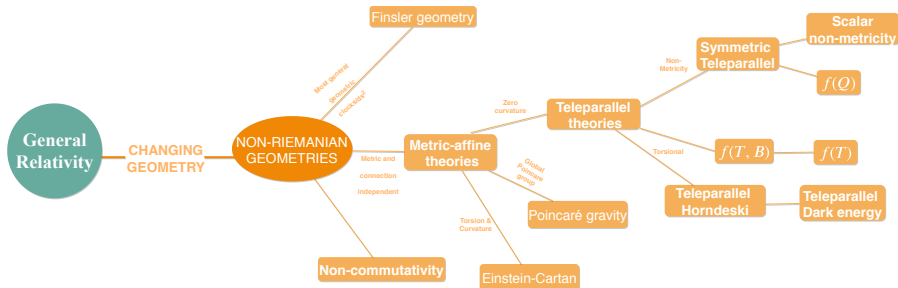 General
Relativity
CHANGING
GEOMETRY
NON-RIEMANIAN
GEOMETRIES
Most general
geometric
clocksids²
Finsler geometry
Metric and
connection
independent
Metric-affine
theories
Non-commutativity
Zero
curvature
Global
Poincare
group
Poincaré gravity
Torsion &
Curvature
Einstein-Cartan
Teleparallel
theories
Non-
Metricity
Symmetric
Teleparallel
Scalar
non-metricity
f(Q)
Torsional
f(T, B)
f(T)
Teleparallel
Horndeski
Teleparallel
Dark energy